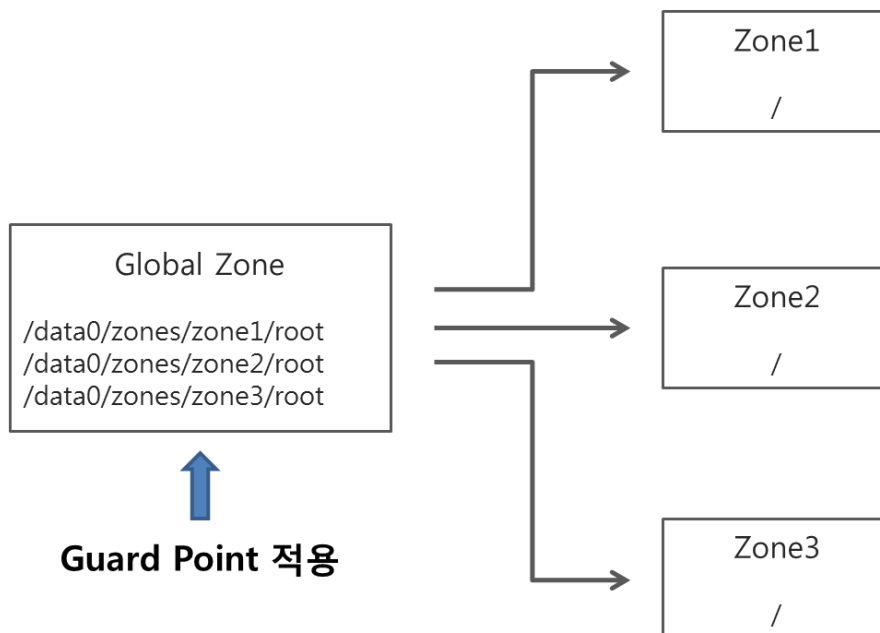 Global Zone
/data0/zones/zone1/root
/data0/zones/zone2/root
/data0/zones/zone3/root
Guard Point 적용
Zone1
/
Zone2
/
Zone3
/